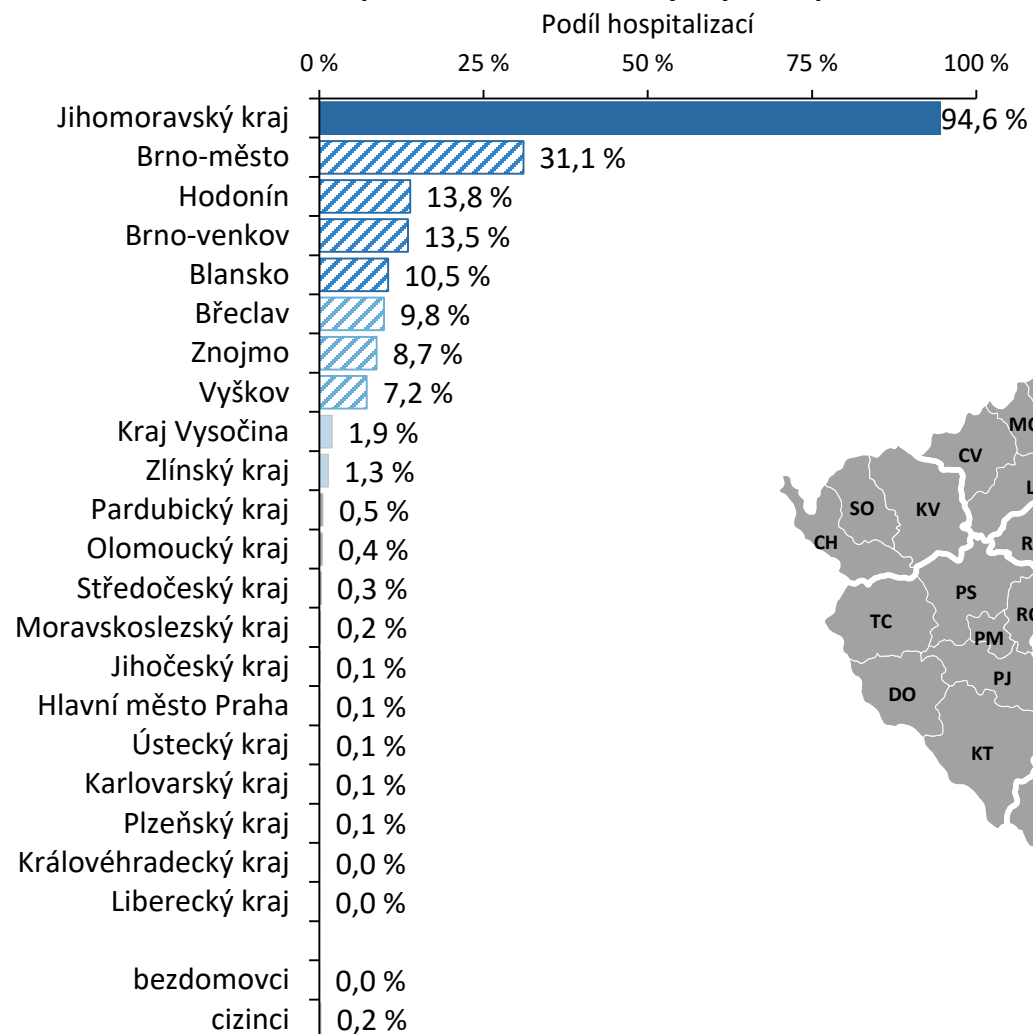 Podíl hospitalizací
0 % 25 % 50 % 75 % 100 %
Jihomoravský kraj 94,6 %
Brno-město 31,1 %
Hodonín 13,8 %
Brno-venkov 13,5 %
Blansko 10,5 %
Břeclav 9,8 %
Znojmo 8,7 %
Vyškov 7,2 %
Kraj Vysočina 1,9 %
Zlínský kraj 1,3 %
Pardubický kraj 0,5 %
Olomoucký kraj 0,4 %
Středočeský kraj 0,3 %
Moravskoslezský kraj 0,2 %
Jihočeský kraj 0,1 %
Hlavní město Praha 0,1 %
Ústecký kraj 0,1 %
Karlovarský kraj 0,1 %
Plzeňský kraj 0,1 %
Královéhradecký kraj 0,0 %
Liberecký kraj 0,0 %
bezdomovci 0,0 %
cizinci 0,2 %
CV
SO
KV
CH
PS
TC
PM
PJ
DO
KT